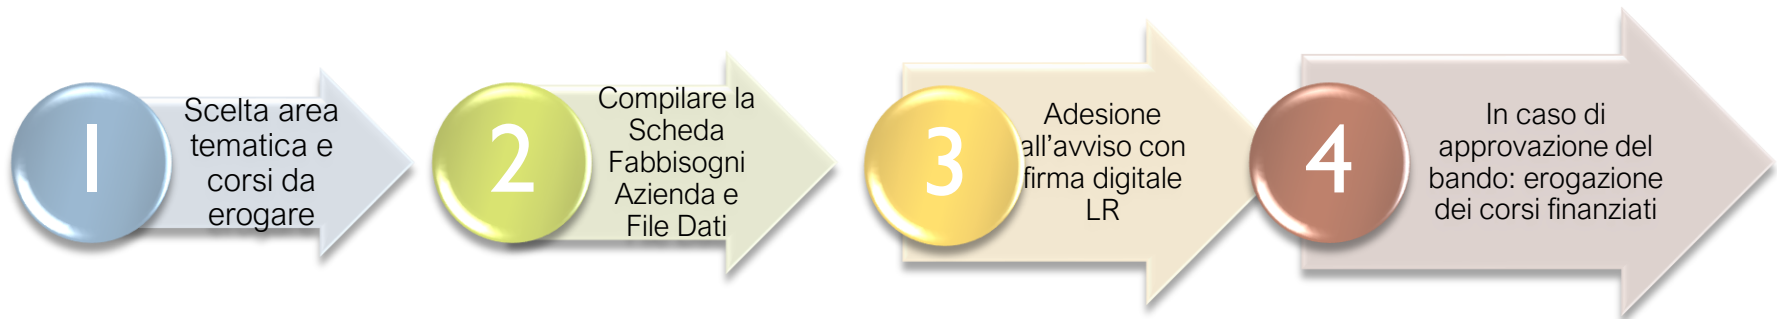 1
Scelta area
tematica e
corsi da
erogare
2
Compilare la
Scheda
Fabbisogni
Azienda e
File Dati
3
Adesione
all'avviso con
firma digitale
LR
4
In caso di
approvazione del
bando: erogazione
dei corsi finanziati